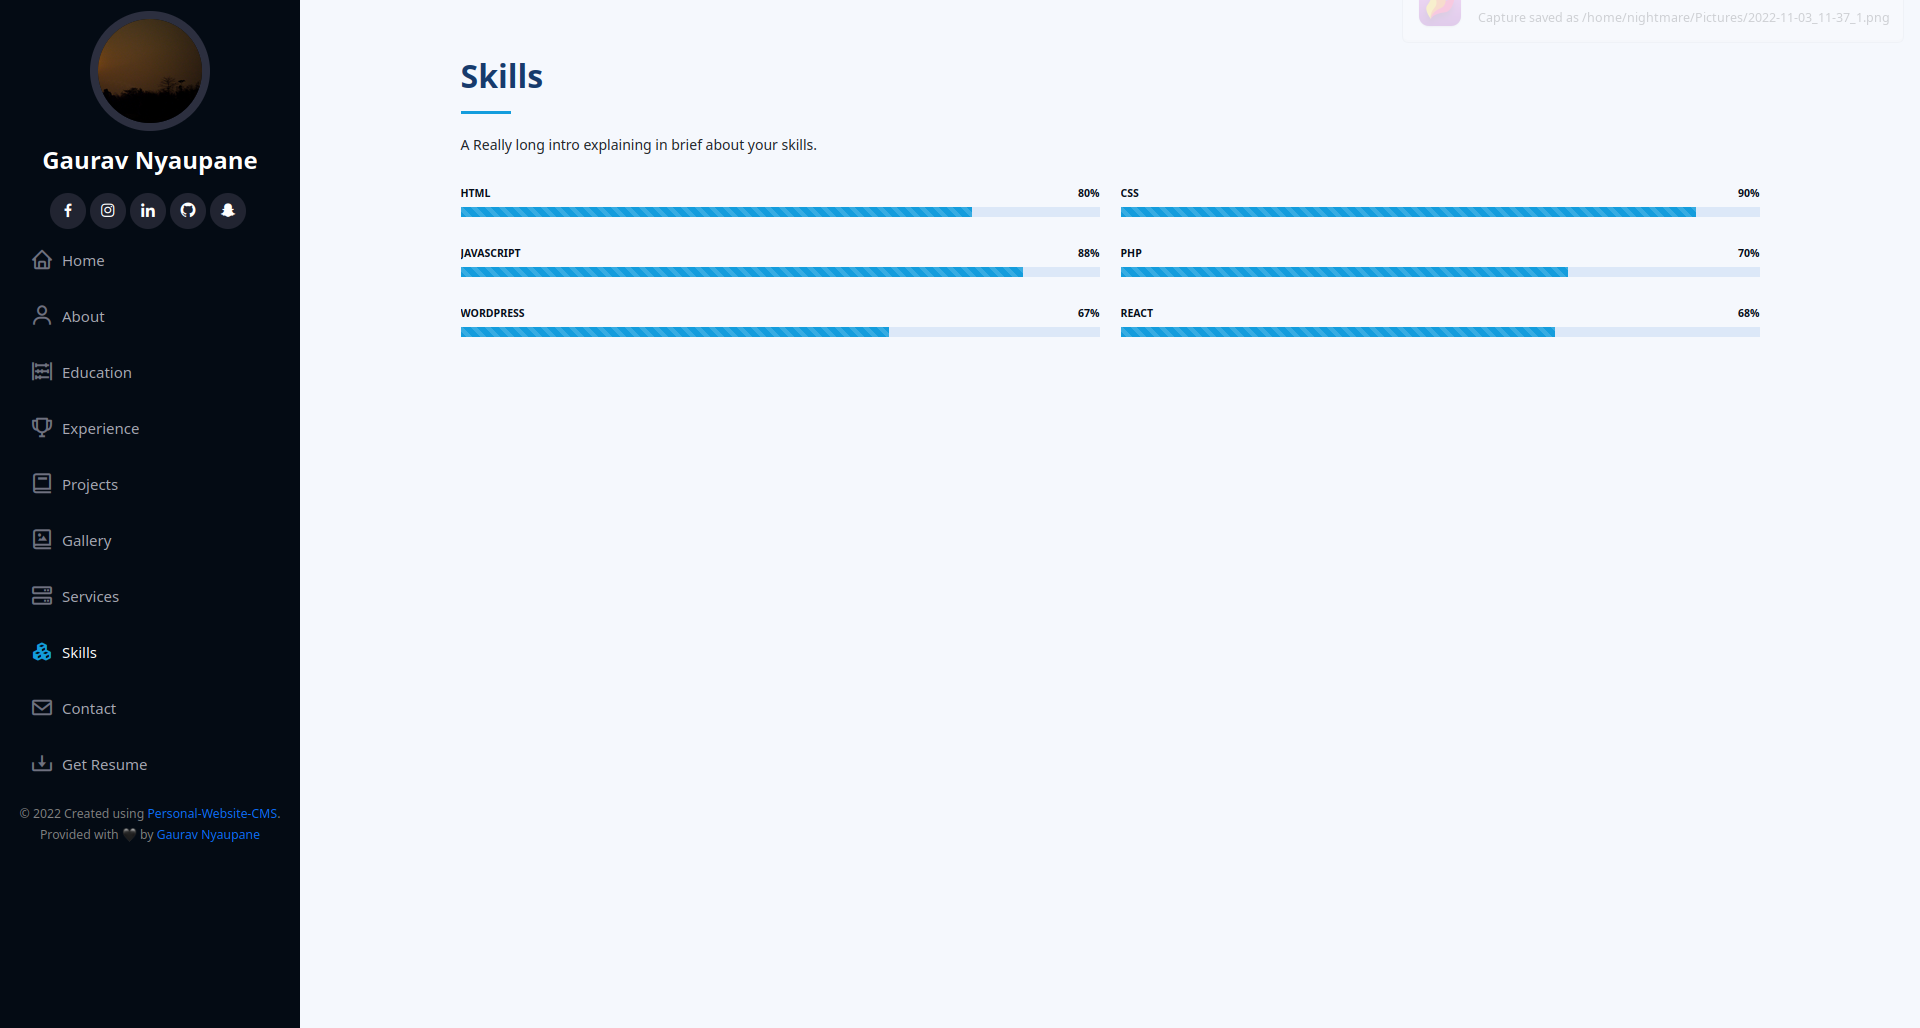 Gaurav Nyaupane
Home
About
Education
Experience
Projects
Gallery
Services
Skills
Contact
Get Resume
© 2022 Created using Personal-Website-CMS.
Provided with 🖤 by Gaurav Nyaupane
Capture saved as /home/nightmare/Pictures/2022-11-03_11-37_1.png
Skills
A Really long intro explaining in brief about your skills.
HTML 80%
CSS 90%
JAVASCRIPT 88%
PHP 70%
WORDPRESS 67%
REACT 68%